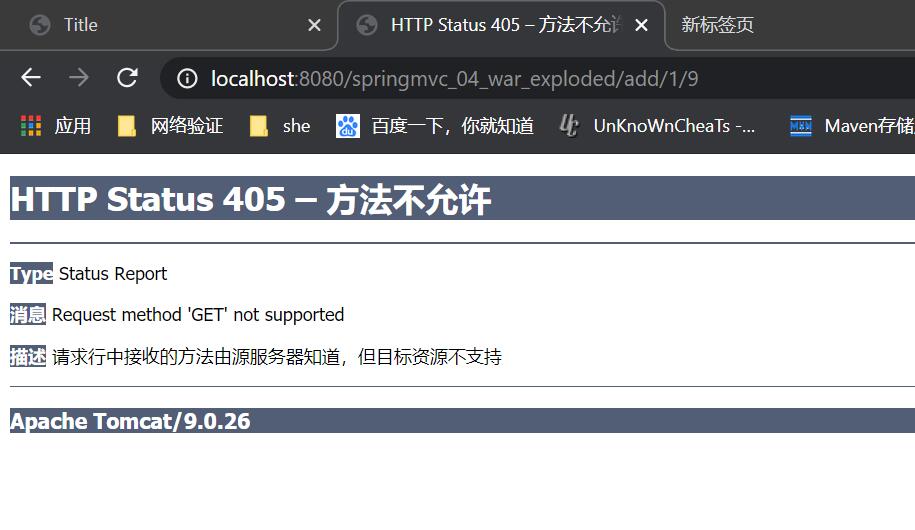 Title
HTTP Status 405 – 方法不允许
新标签页
localhost:8080/springmvc_04_war_exploded/add/1/9
应用 网络验证 she 百度一下，你就知道 UnKnoWnCheaTs -... Maven存储
HTTP Status 405 – 方法不允许
Type Status Report
消息 Request method 'GET' not supported
描述 请求行中接收的方法由源服务器知道，但目标资源不支持
Apache Tomcat/9.0.26